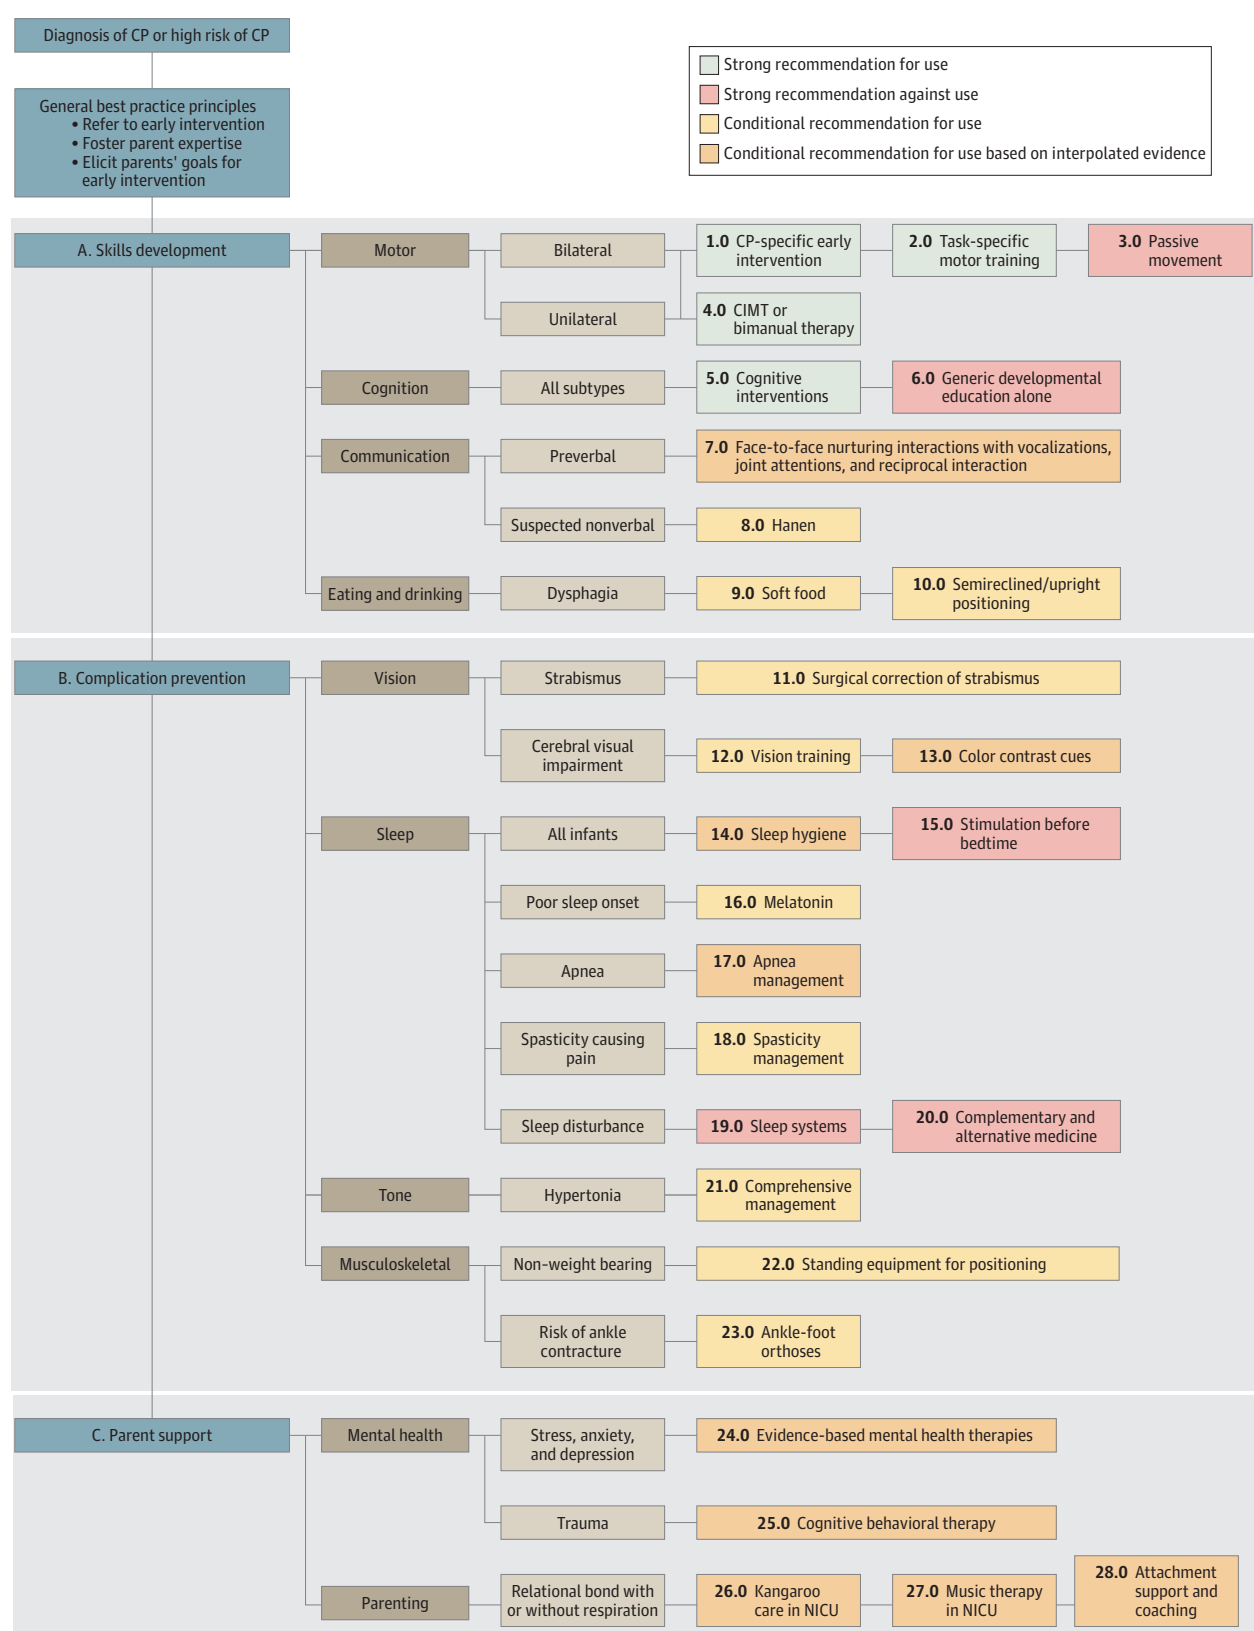 Diagnosis of CP or high risk of CP
General best practice principles
• Refer to early intervention
• Foster parent expertise
• Elicit parents' goals for
early intervention
Strong recommendation for use
Strong recommendation against use
Conditional recommendation for use
Conditional recommendation for use based on interpolated evidence
A. Skills development
Motor
Bilateral
1.0 CP-specific early
intervention
2.0 Task-specific
motor training
3.0 Passive
movement
Unilateral
4.0 CIMT or
bimanual therapy
Cognition
All subtypes
5.0 Cognitive
interventions
6.0 Generic developmental
education alone
Communication
Preverbal
7.0 Face-to-face nurturing interactions with vocalizations,
joint attentions, and reciprocal interaction
Suspected nonverbal
8.0 Hanen
Eating and drinking
Dysphagia
9.0 Soft food
10.0 Semireclined/upright
positioning
B. Complication prevention
Vision
Strabismus
11.0 Surgical correction of strabismus
Cerebral visual
impairment
12.0 Vision training
13.0 Color contrast cues
Sleep
All infants
14.0 Sleep hygiene
15.0 Stimulation before
bedtime
Poor sleep onset
16.0 Melatonin
Apnea
17.0 Apnea
management
Spasticity causing
pain
18.0 Spasticity
management
Sleep disturbance
19.0 Sleep systems
20.0 Complementary and
alternative medicine
Tone
Hypertonia
21.0 Comprehensive
management
Musculoskeletal
Non-weight bearing
22.0 Standing equipment for positioning
Risk of ankle
contracture
23.0 Ankle-foot
orthoses
C. Parent support
Mental health
Stress, anxiety,
and depression
24.0 Evidence-based mental health therapies
Trauma
25.0 Cognitive behavioral therapy
Parenting
Relational bond with
or without respiration
26.0 Kangaroo
care in NICU
27.0 Music therapy
in NICU
28.0 Attachment
support and
coaching